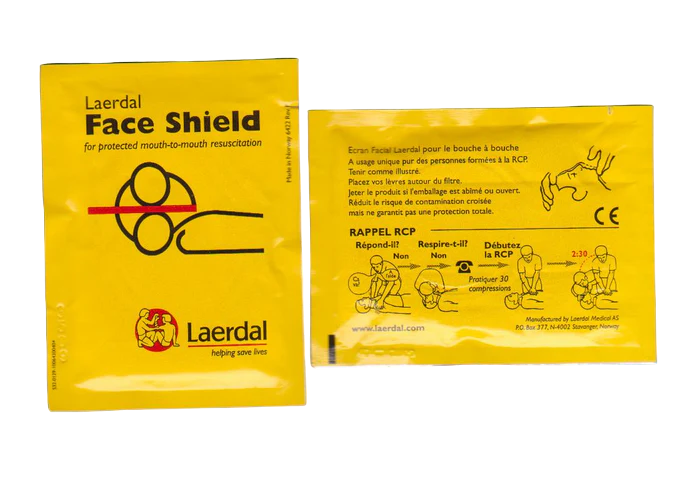 Laerdal
Face Shield
for protected mouth-to-mouth resuscitation
Made in Norway 6422 Rev
Laerdal
helping save lives
Ecran Facial Laerdal pour le bouche à bouche
A usage unique pur des personnes formées à la RCP.
Tenir comme illustré.
Placez vos lèvres autour du filtre.
Jeter le produit si l'emballage est abîmé ou ouvert.
Réduit le risque de contamination croisée
mais ne garantit pas une protection totale.
CE
RAPPEL RCP
Répond-il?
Non
Respire-t-il?
Non
Débutez
la RCP
2:30
Pratiquer 30
compressions
www.laerdal.com
Manufactured by Laerdal Medical AS
P.O. Box 377, N-4002 Stavanger, Norway